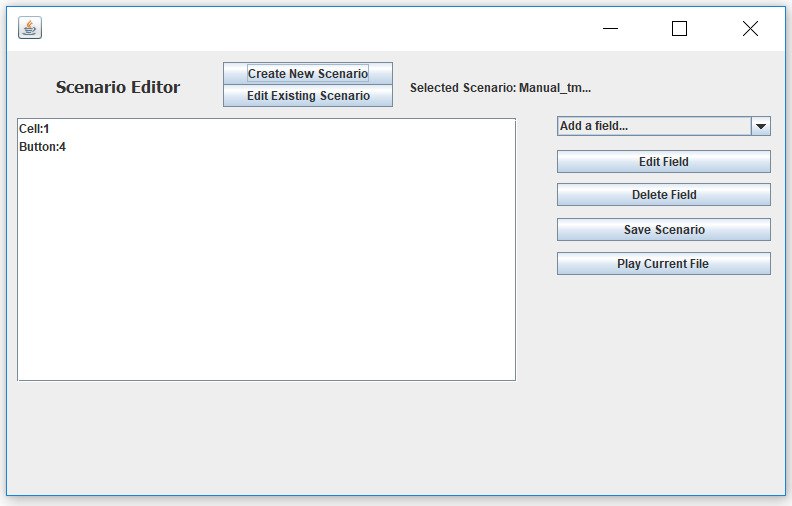 Scenario Editor
Create New Scenario
Edit Existing Scenario
Selected Scenario: Manual_tm...
Cell:1
Button:4
Add a field...
Edit Field
Delete Field
Save Scenario
Play Current File